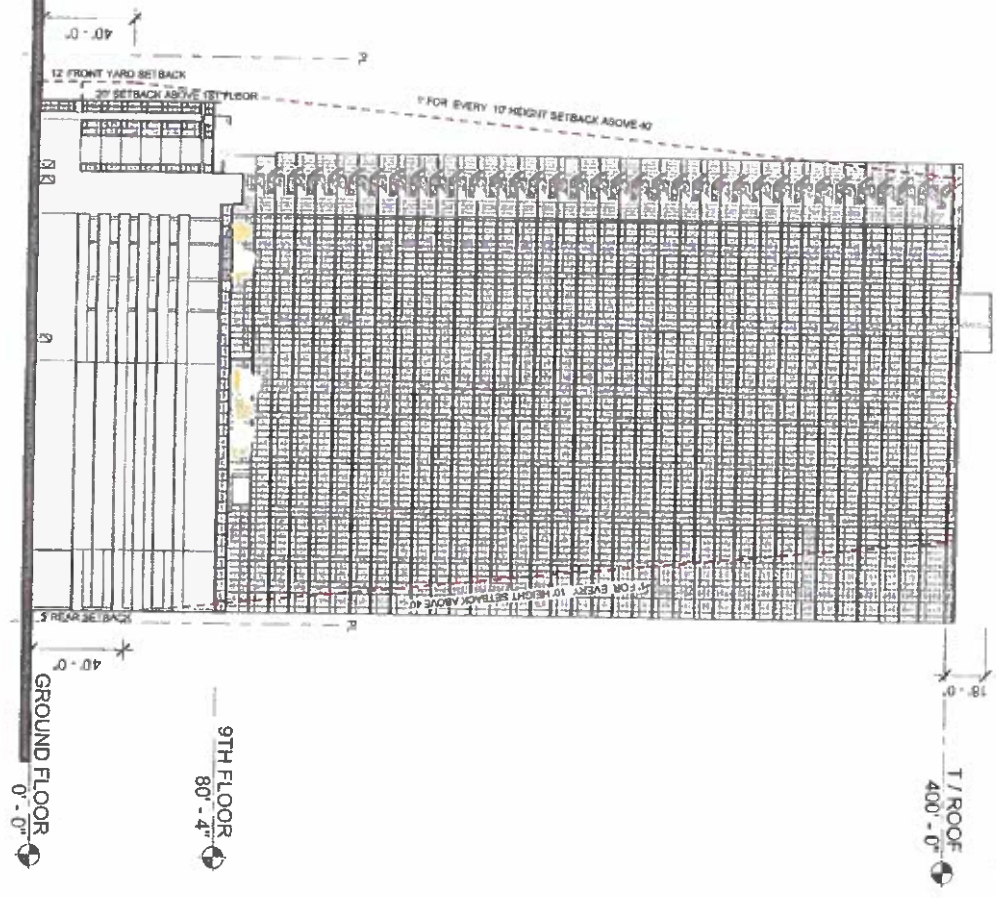 40' - 0"
PL
12' FRONT YARD SETBACK
20' SETBACK ABOVE 1ST FLOOR
1' FOR EVERY 10' HEIGHT SETBACK ABOVE 40'
1' FOR EVERY 10' HEIGHT SETBACK ABOVE 40'
5' REAR SETBACK
PL
40' - 0"
18' - 0"
GROUND FLOOR
0' - 0"
9TH FLOOR
80' - 4"
T / ROOF
400' - 0"